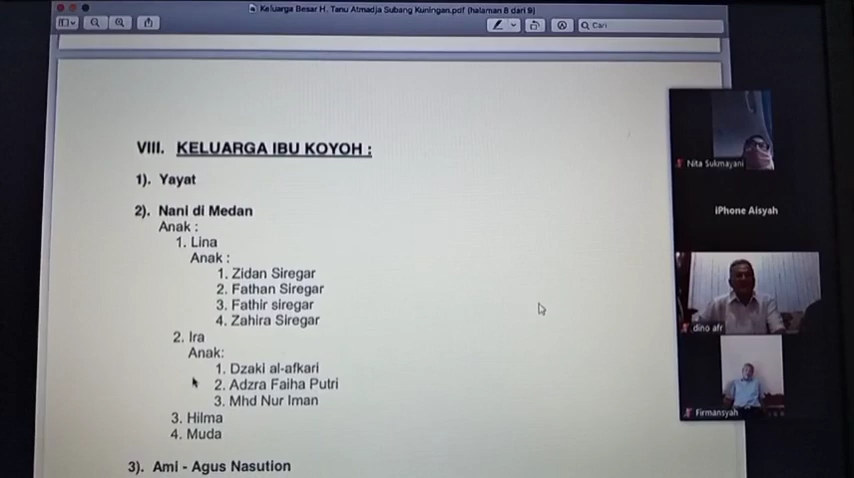 Keluarga Besar H. Tanu Atmadja Subang Kuningan.pdf (halaman 8 dari 9)
Cari
VIII. KELUARGA IBU KOYOH :
1). Yayat
2). Nani di Medan
Anak :
1. Lina
Anak :
1. Zidan Siregar
2. Fathan Siregar
3. Fathir siregar
4. Zahira Siregar
2. Ira
Anak:
1. Dzaki al-afkari
2. Adzra Faiha Putri
3. Mhd Nur Iman
3. Hilma
4. Muda
3). Ami - Agus Nasution
Nita Sukmayani
iPhone Aisyah
dino afr
Firmansyah